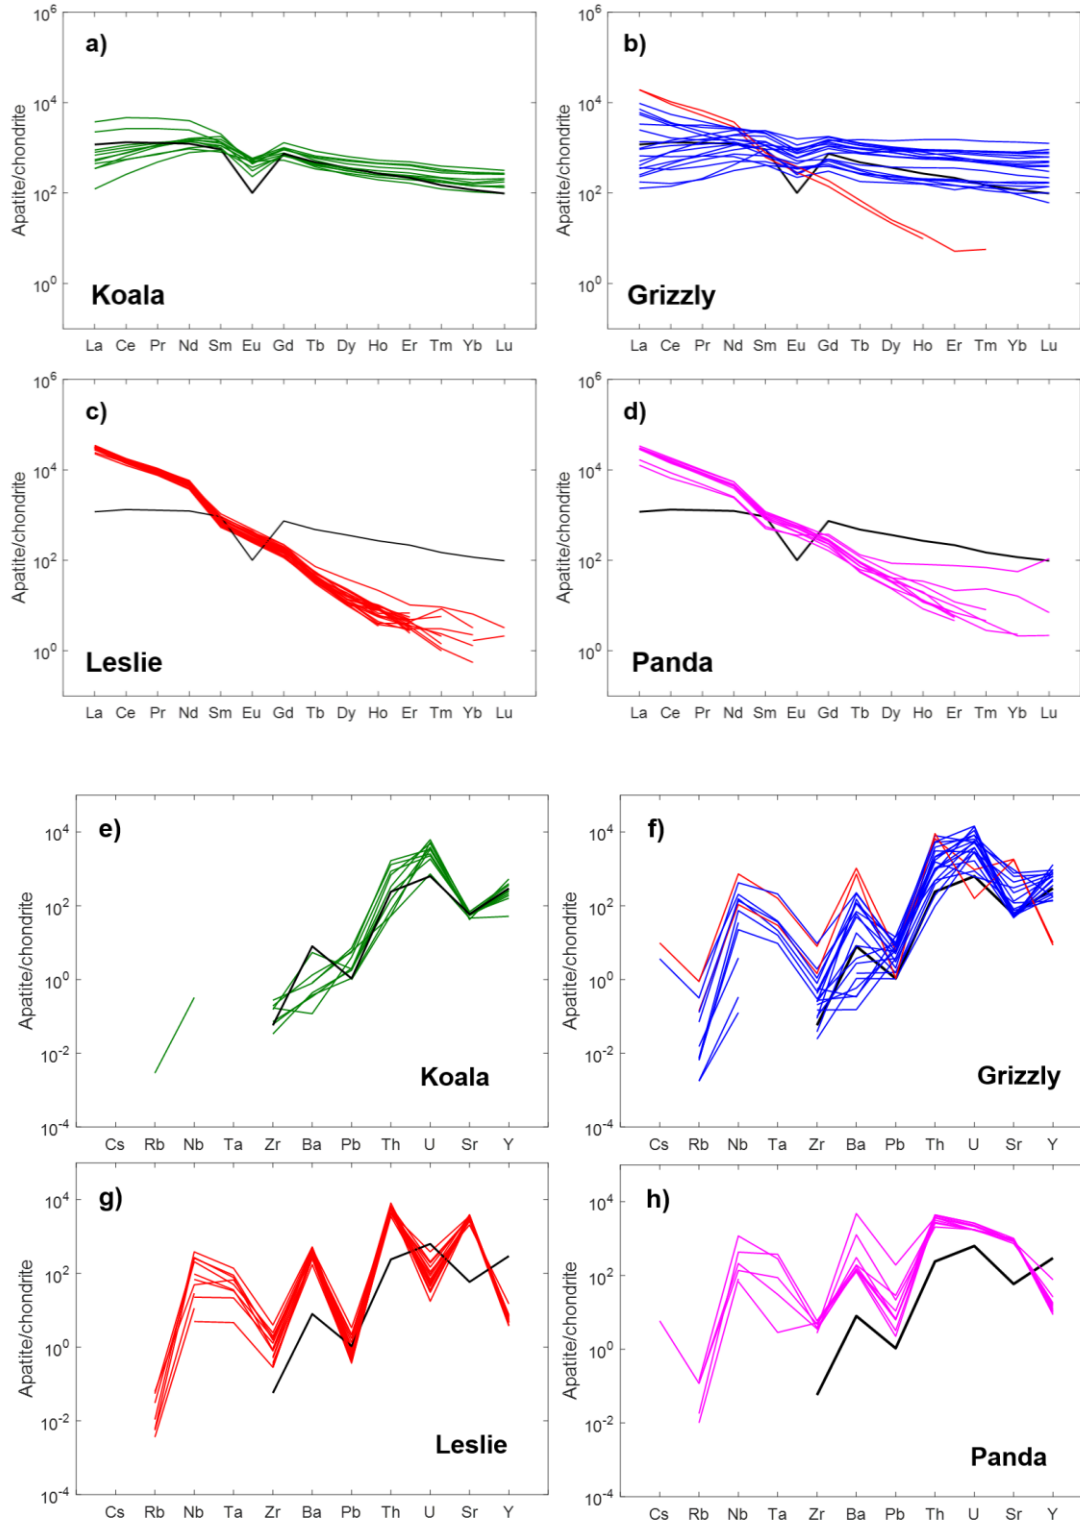 a)
b)
10^6
10^4
10^2
10^0
Apatite/chondrite
Koala
La Ce Pr Nd Sm Eu Gd Tb Dy Ho Er Tm Yb Lu
10^6
10^4
10^2
10^0
Apatite/chondrite
Grizzly
La Ce Pr Nd Sm Eu Gd Tb Dy Ho Er Tm Yb Lu
c)
10^6
10^4
10^2
10^0
Apatite/chondrite
Leslie
La Ce Pr Nd Sm Eu Gd Tb Dy Ho Er Tm Yb Lu
d)
10^6
10^4
10^2
10^0
Apatite/chondrite
Panda
La Ce Pr Nd Sm Eu Gd Tb Dy Ho Er Tm Yb Lu
e)
10^4
10^2
10^0
10^-2
10^-4
Apatite/chondrite
Koala
Cs Rb Nb Ta Zr Ba Pb Th U Sr Y
f)
10^4
10^2
10^0
10^-2
10^-4
Apatite/chondrite
Grizzly
Cs Rb Nb Ta Zr Ba Pb Th U Sr Y
g)
10^4
10^2
10^0
10^-2
10^-4
Apatite/chondrite
Leslie
Cs Rb Nb Ta Zr Ba Pb Th U Sr Y
h)
10^4
10^2
10^0
10^-2
10^-4
Apatite/chondrite
Panda
Cs Rb Nb Ta Zr Ba Pb Th U Sr Y